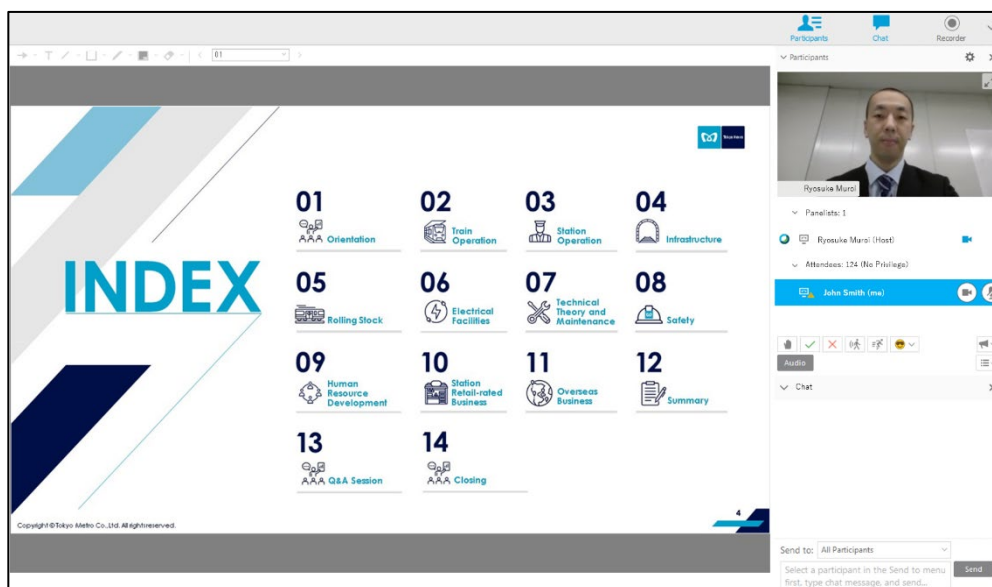 Participants
Chat
Recorder
01
Participants
Tokyo Metro
Ryosuke Muroi
Panelists: 1
Ryosuke Muroi (Host)
Attendees: 124 (No Privilege)
John Smith (me)
Audio
Chat
INDEX
01
Orientation
02
Train
Operation
03
Station
Operation
04
Infrastructure
05
Rolling Stock
06
Electrical
Facilities
07
Technical
Theory and
Maintenance
08
Safety
09
Human
Resource
Development
10
Station
Retail-rated
Business
11
Overseas
Business
12
Summary
13
Q&A Session
14
Closing
4
Copyright © Tokyo Metro Co.,Ltd. All right reserved.
Send to: All Participants
Select a participant in the Send to menu
first, type chat message, and send...
Send